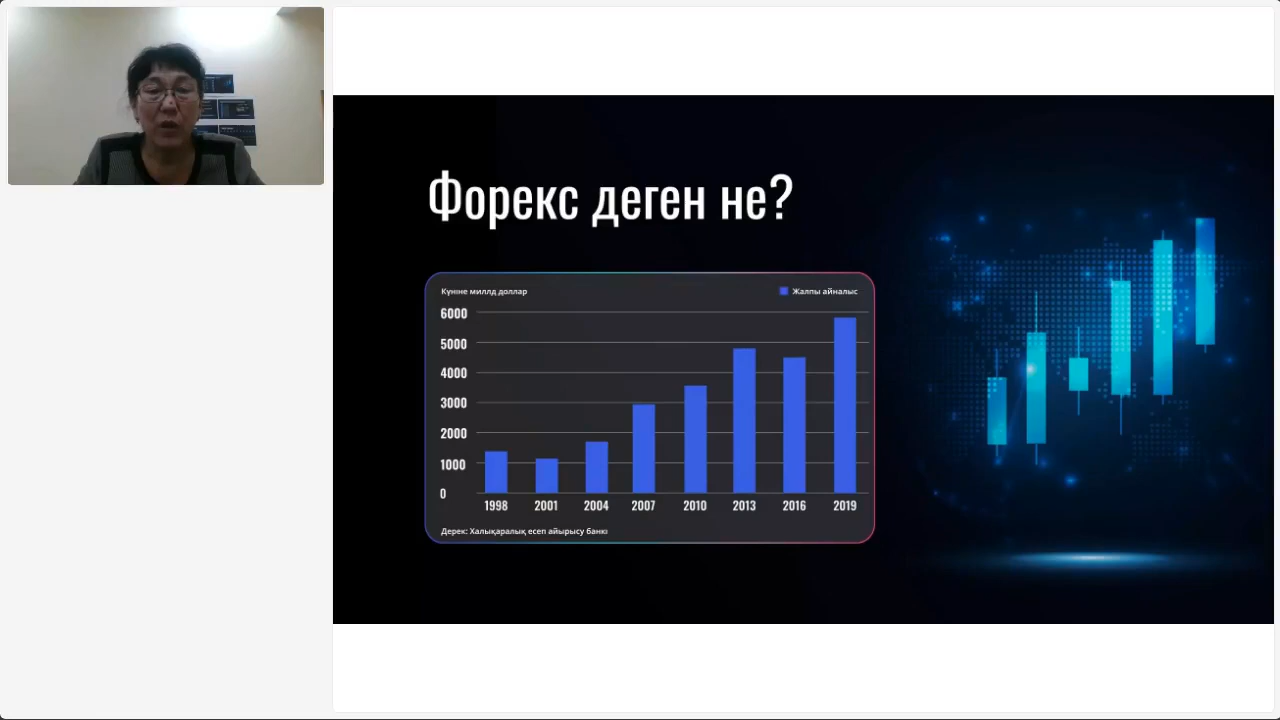 Форекс деген не?
Күніне миллд доллар
Жалпы айналыс
6000
5000
4000
3000
2000
1000
0
1998 2001 2004 2007 2010 2013 2016 2019
Дерек: Халықаралық есеп айырысу банкі